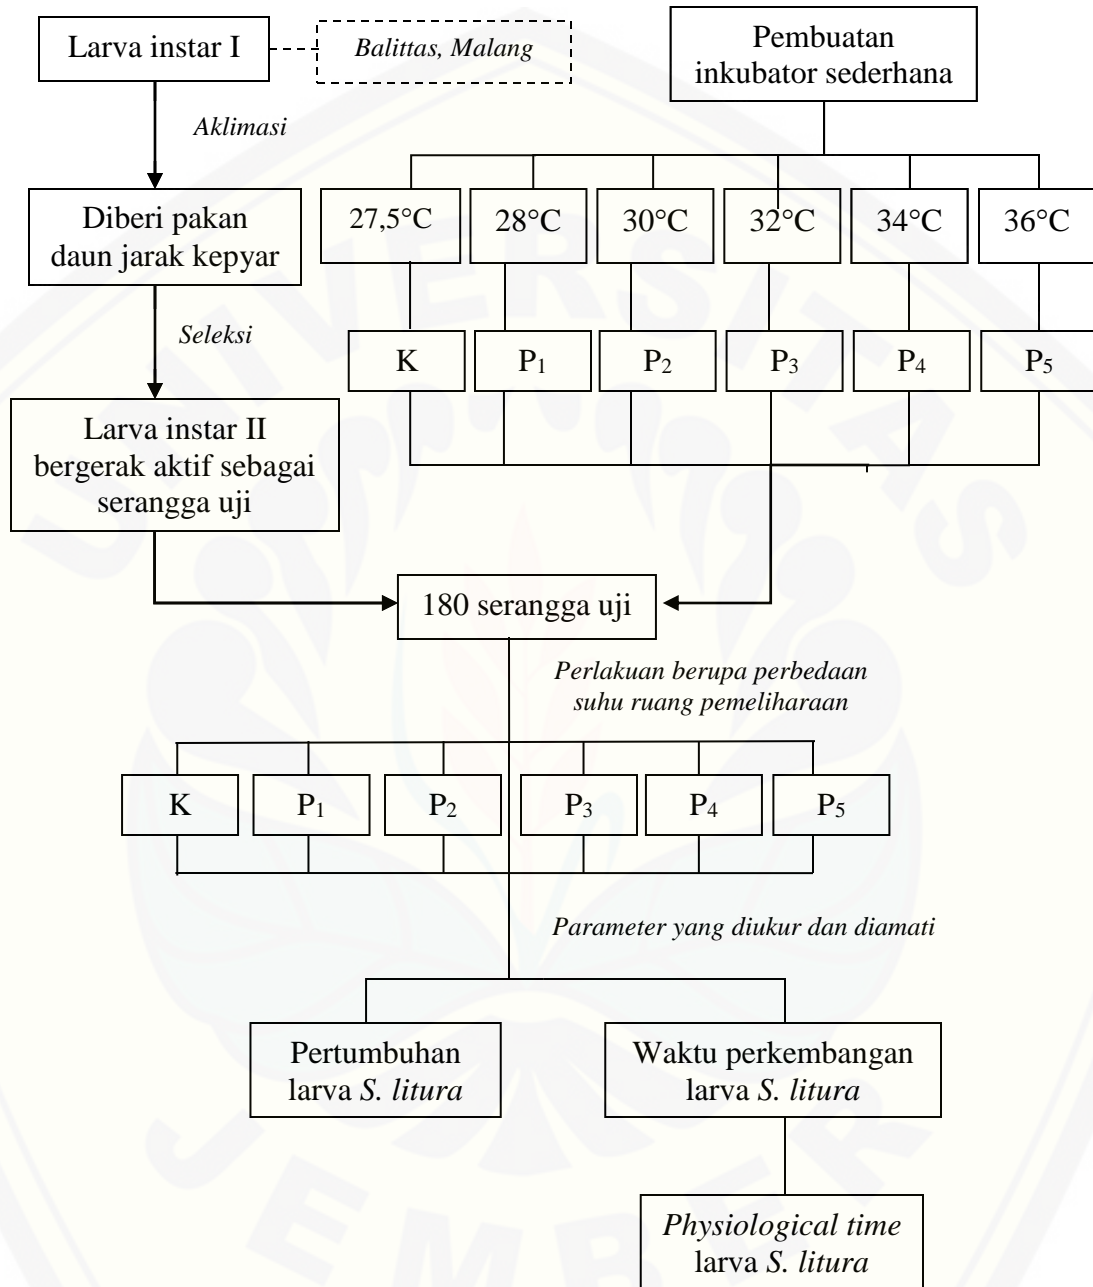 Larva instar I
Balittas, Malang
Pembuatan
inkubator sederhana
Aklimasi
Diberi pakan
daun jarak kepyar
27,5°C
28°C
30°C
32°C
34°C
36°C
Seleksi
K
P₁
P₂
P₃
P₄
P₅
Larva instar II
bergerak aktif sebagai
serangga uji
180 serangga uji
Perlakuan berupa perbedaan
suhu ruang pemeliharaan
K
P₁
P₂
P₃
P₄
P₅
Parameter yang diukur dan diamati
Pertumbuhan
larva S. litura
Waktu perkembangan
larva S. litura
Physiological time
larva S. litura
UNIVERSITAS
JEMBER